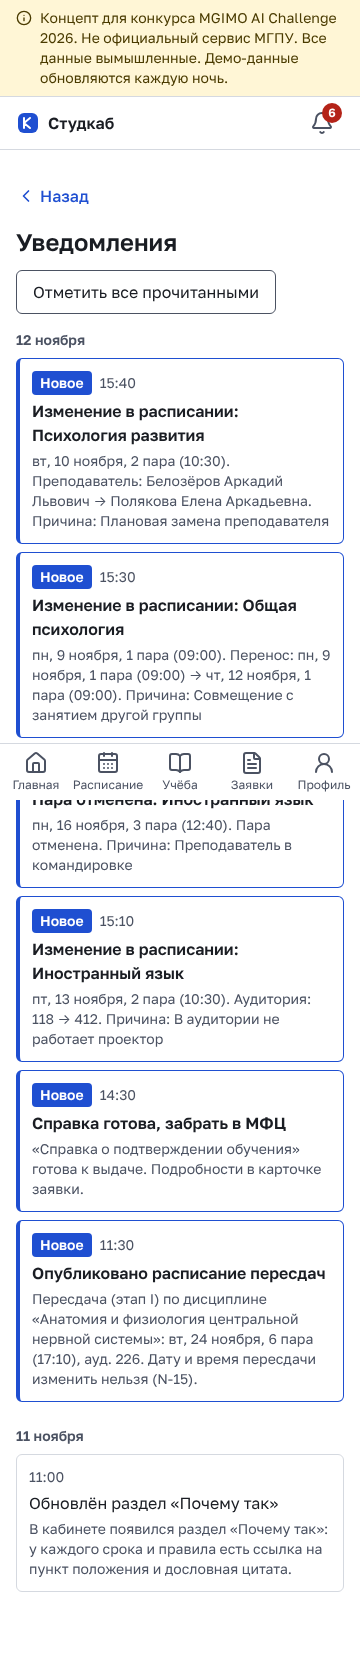 Концепт для конкурса MGIMO AI Challenge
2026. Не официальный сервис МГПУ. Все
данные вымышленные. Демо-данные
обновляются каждую ночь.
Студкаб
6
Назад
Уведомления
Отметить все прочитанными
12 ноября
Новое 15:40
Изменение в расписании:
Психология развития
вт, 10 ноября, 2 пара (10:30).
Преподаватель: Белозёров Аркадий
Львович → Полякова Елена Аркадьевна.
Причина: Плановая замена преподавателя
Новое 15:30
Изменение в расписании: Общая
психология
пн, 9 ноября, 1 пара (09:00). Перенос: пн, 9
ноября, 1 пара (09:00) → чт, 12 ноября, 1
пара (09:00). Причина: Совмещение с
занятием другой группы
Главная Расписание Учёба Заявки Профиль
Пара отменена: Иностранный язык
пн, 16 ноября, 3 пара (12:40). Пара
отменена. Причина: Преподаватель в
командировке
Новое 15:10
Изменение в расписании:
Иностранный язык
пт, 13 ноября, 2 пара (10:30). Аудитория:
118 → 412. Причина: В аудитории не
работает проектор
Новое 14:30
Справка готова, забрать в МФЦ
«Справка о подтверждении обучения»
готова к выдаче. Подробности в карточке
заявки.
Новое 11:30
Опубликовано расписание пересдач
Пересдача (этап I) по дисциплине
«Анатомия и физиология центральной
нервной системы»: вт, 24 ноября, 6 пара
(17:10), ауд. 226. Дату и время пересдачи
изменить нельзя (N-15).
11 ноября
11:00
Обновлён раздел «Почему так»
В кабинете появился раздел «Почему так»:
у каждого срока и правила есть ссылка на
пункт положения и дословная цитата.